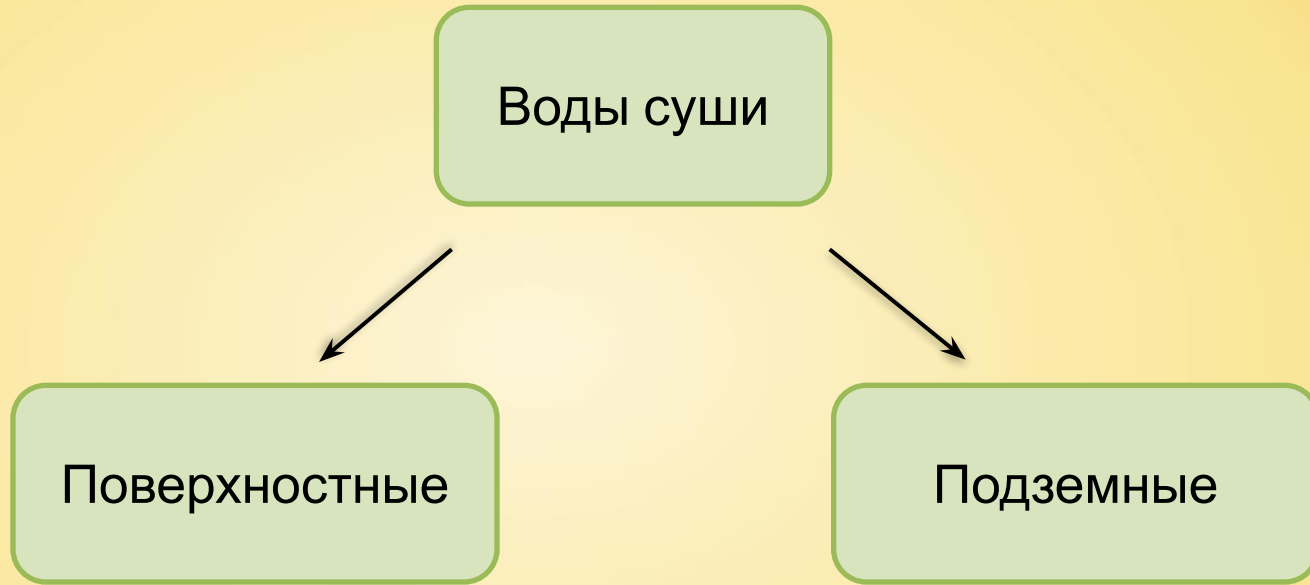 Воды суши
Поверхностные
Подземные